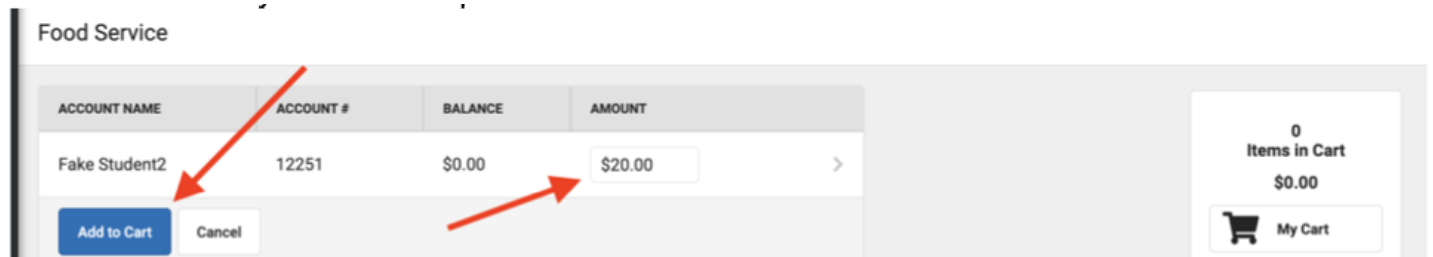 Food Service
ACCOUNT NAME ACCOUNT # BALANCE AMOUNT
Fake Student2 12251 $0.00 $20.00
Add to Cart Cancel
0
Items in Cart
$0.00
My Cart